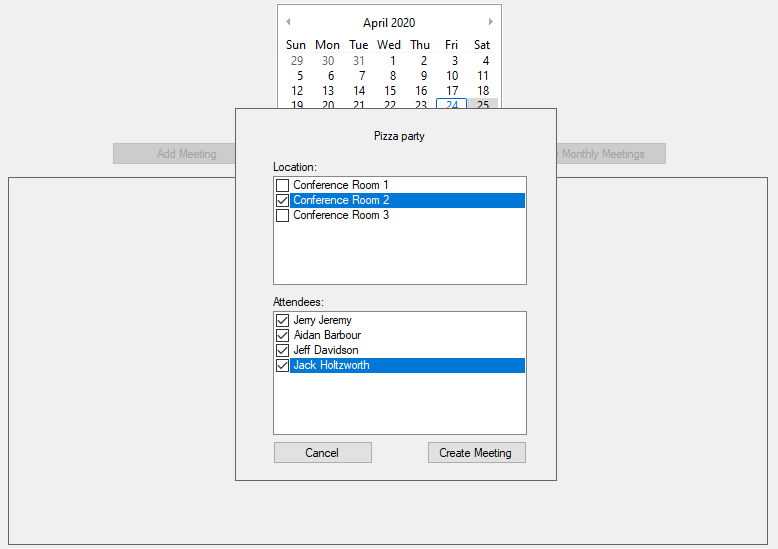 April 2020
Sun Mon Tue Wed Thu Fri Sat
29 30 31 1 2 3 4
5 6 7 8 9 10 11
12 13 14 15 16 17 18
19 20 21 22 23 24 25
Pizza party
Add Meeting
Monthly Meetings
Location:
Conference Room 1
Conference Room 2
Conference Room 3
Attendees:
Jerry Jeremy
Aidan Barbour
Jeff Davidson
Jack Holtzworth
Cancel
Create Meeting